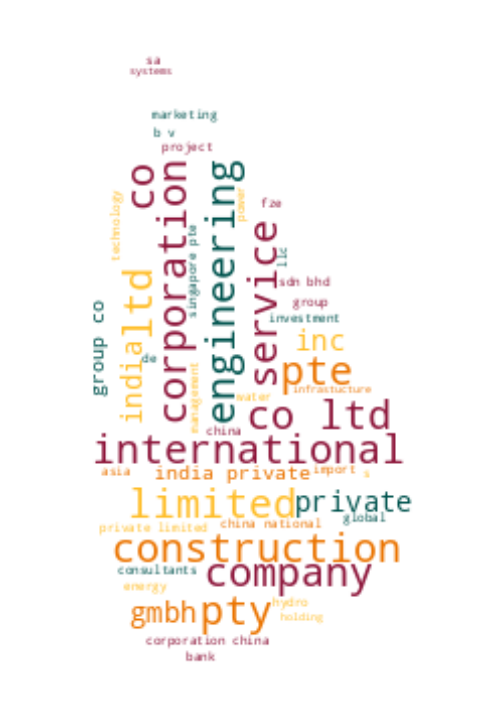 sa
systems
marketing
b v
project
co
corporation
engineering
technology
power
fze
singapore pte
service
llc
sdn bhd
group
investment
ltd
india
group co
de
inc
pte
infrastucture
management
water
co ltd
china
international
asia
india private
import
s
limited
private
global
private limited
china national
construction
consultants
company
energy
gmbh
pty
hydro
holding
corporation china
bank